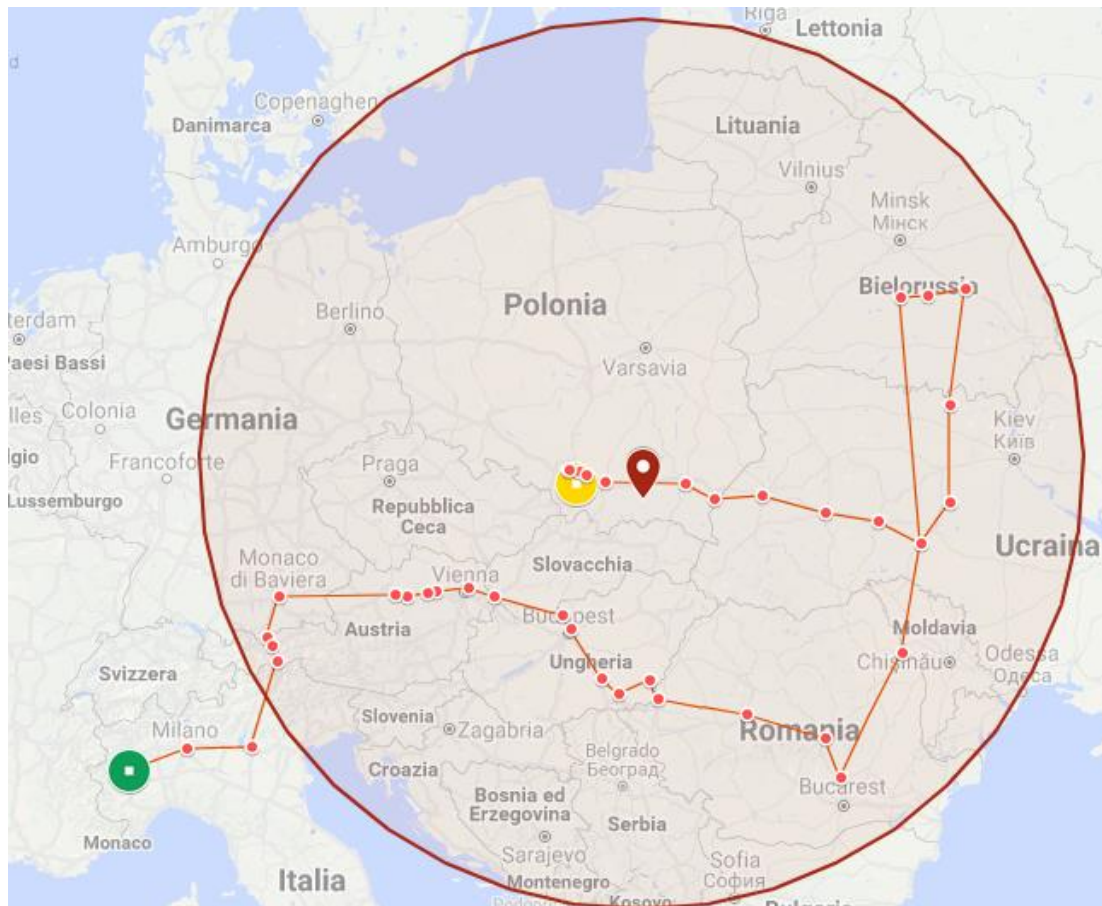 Riga
Lettonia
Copenaghen
Danimarca
Lituania
Vilnius
Minsk
Мінск
Amburgo
Bielorussia
Polonia
Berlino
terdam
Varsavia
Paesi Bassi
Colonia
Germania
Kiev
Київ
Francoforte
Praga
Lussemburgo
Repubblica
Ceca
Ucraina
Monaco
di Baviera
Slovacchia
Vienna
Budapest
Austria
Moldavia
Chișinău
Odessa
Одеса
Svizzera
Ungheria
Slovenia
Milano
Zagabria
Romania
Belgrado
Београд
Croazia
Bucarest
Bosnia ed
Erzegovina
Serbia
Monaco
Sarajevo
Sofia
София
Italia
Montenegro
Kosovo
Bulgaria